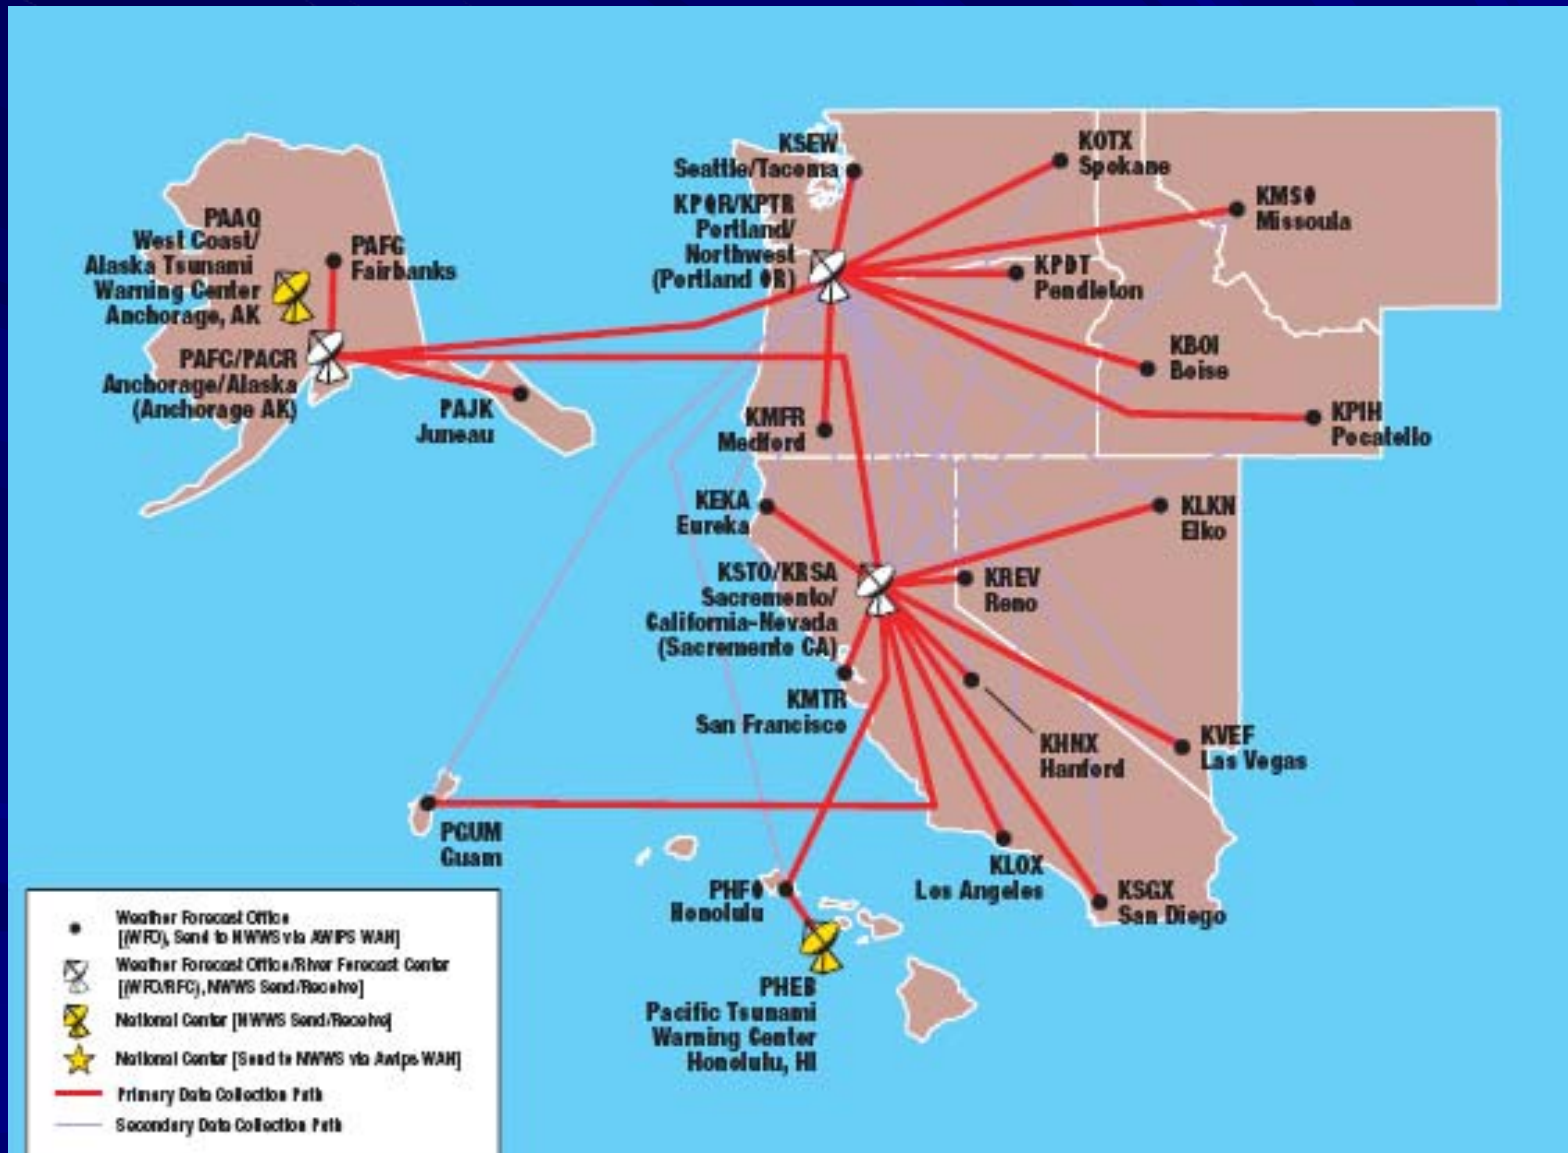 KSEW
Seattle/Tacoma
KOTX
Spokane
KPQR/KPTR
Portland/
Northwest
(Portland OR)
KMSO
Missoula
PAAQ
West Coast/
Alaska Tsunami
Warning Center
Anchorage, AK
PAFG
Fairbanks
KPDT
Pendleton
PAFC/PACR
Anchorage/Alaska
(Anchorage AK)
KBOI
Boise
PAJK
Juneau
KMFR
Medford
KPIH
Pocatello
KEKA
Eureka
KLKN
Elko
KSTO/KRSA
Sacremento/
California-Nevada
(Sacremento CA)
KREV
Reno
KMTR
San Francisco
KHNX
Hanford
KVEF
Las Vegas
PGUM
Guam
KLOX
Los Angeles
PHFO
Honolulu
KSGX
San Diego
PHEB
Pacific Tsunami
Warning Center
Honolulu, HI
Weather Forecast Office
[(WFO), Send to NWWS via AWIPS WAN]
Weather Forecast Office/River Forecast Center
[(WFO/RFC), NWWS Send/Receive]
National Center [NWWS Send/Receive]
National Center [Send to NWWS via Awips WAN]
Primary Data Collection Path
Secondary Data Collection Path